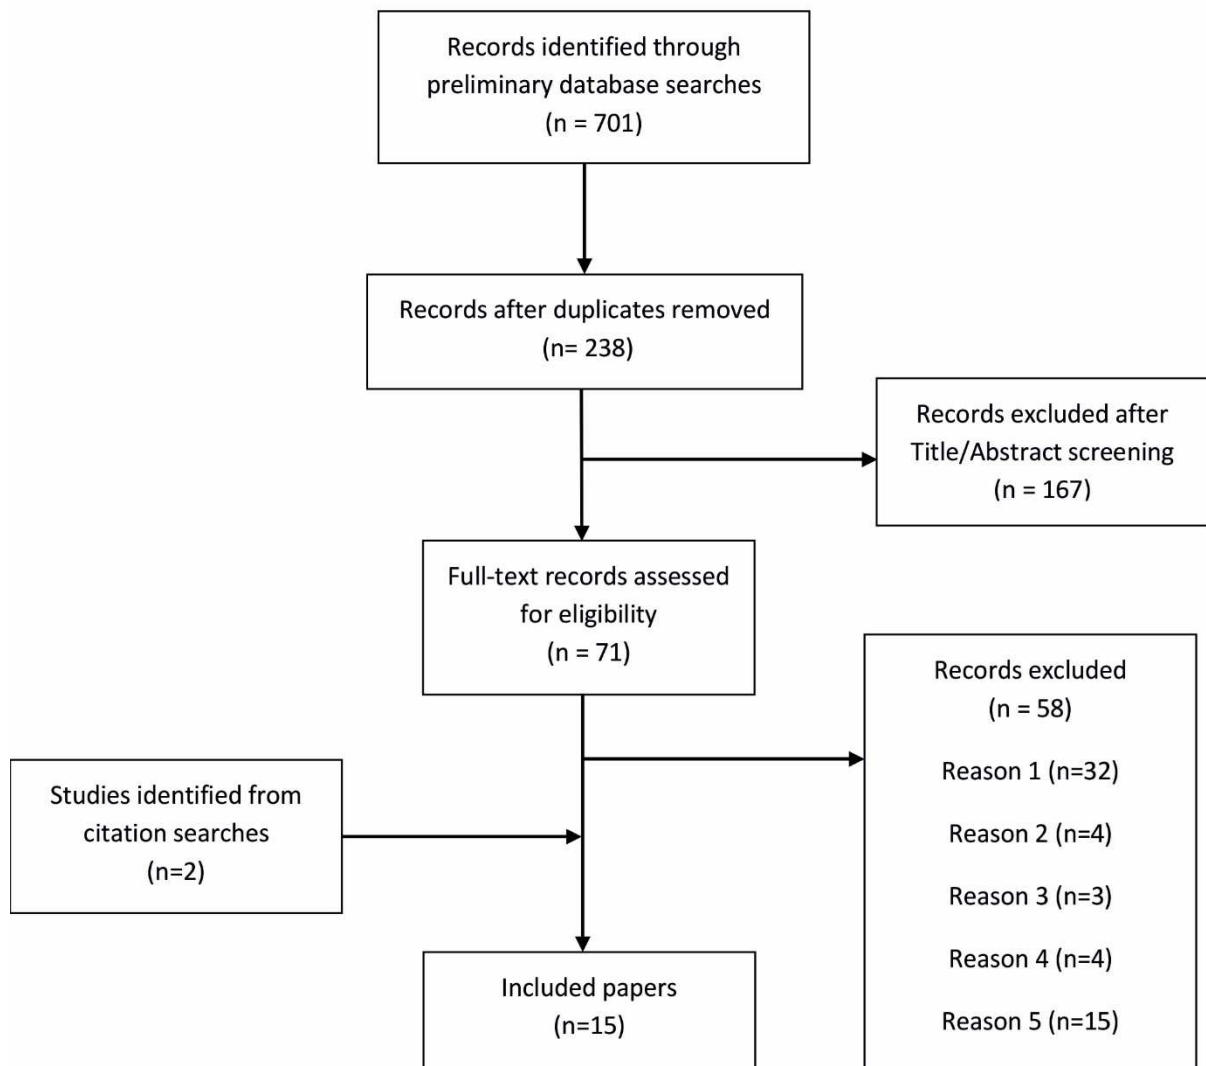 Records identified through
preliminary database searches
(n = 701)
Records after duplicates removed
(n= 238)
Records excluded after
Title/Abstract screening
(n = 167)
Full-text records assessed
for eligibility
(n = 71)
Records excluded
(n = 58)
Reason 1 (n=32)
Reason 2 (n=4)
Reason 3 (n=3)
Reason 4 (n=4)
Reason 5 (n=15)
Studies identified from
citation searches
(n=2)
Included papers
(n=15)